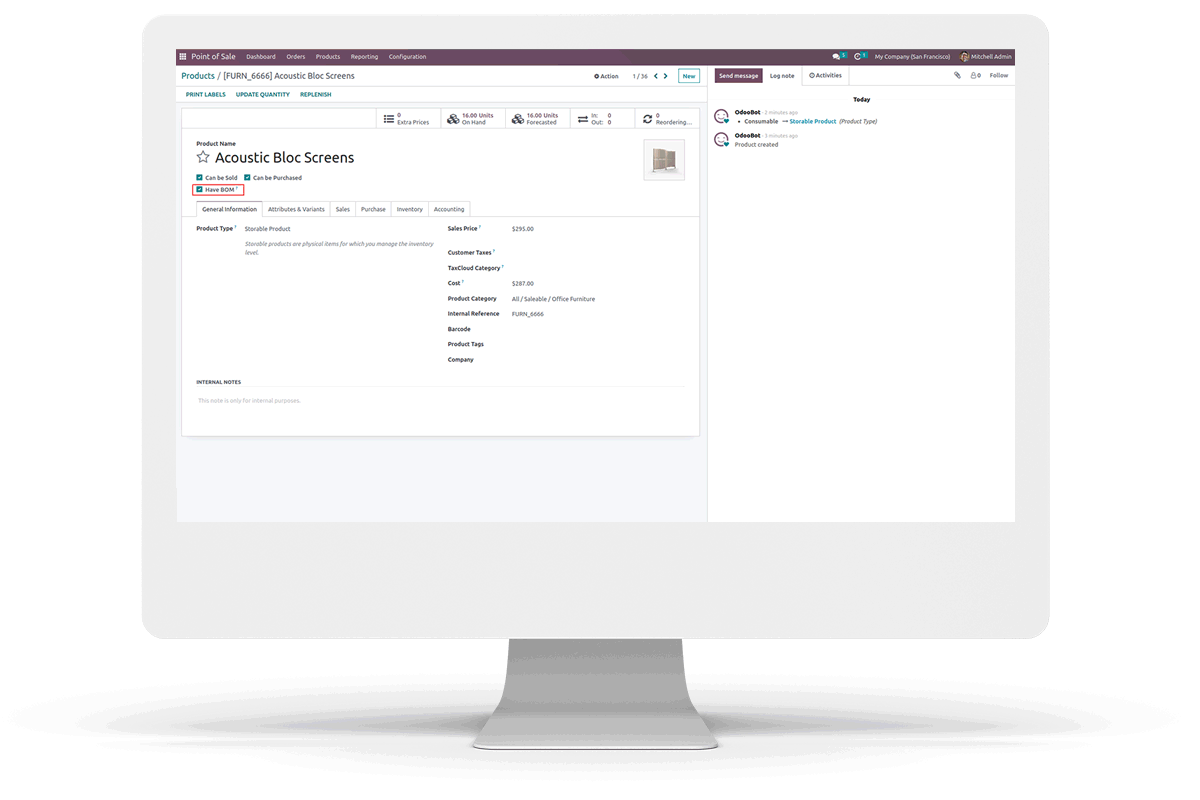 Point of Sale Dashboard Orders Products Reporting Configuration 5 5 My Company (San Francisco) Mitchell Admin
Products / [FURN_6666] Acoustic Bloc Screens Action 1 / 36 New
Send message Log note Activities 0 Follow
PRINT LABELS UPDATE QUANTITY REPLENISH
0
Extra Prices
16.00 Units
On Hand
16.00 Units
Forecasted
In: 0
Out: 0
0
Reordering...
Product Name
Acoustic Bloc Screens
Can be Sold Can be Purchased
Have BOM ?
General Information Attributes & Variants Sales Purchase Inventory Accounting
Product Type ? Storable Product
Storable products are physical items for which you manage the inventory
level.
Sales Price ? $295.00
Customer Taxes ?
TaxCloud Category ?
Cost ? $287.00
Product Category All / Saleable / Office Furniture
Internal Reference FURN_6666
Barcode
Product Tags
Company
INTERNAL NOTES
This note is only for internal purposes.
Today
OdooBot - 2 minutes ago
• Consumable → Storable Product (Product Type)
OdooBot - 3 minutes ago
Product created